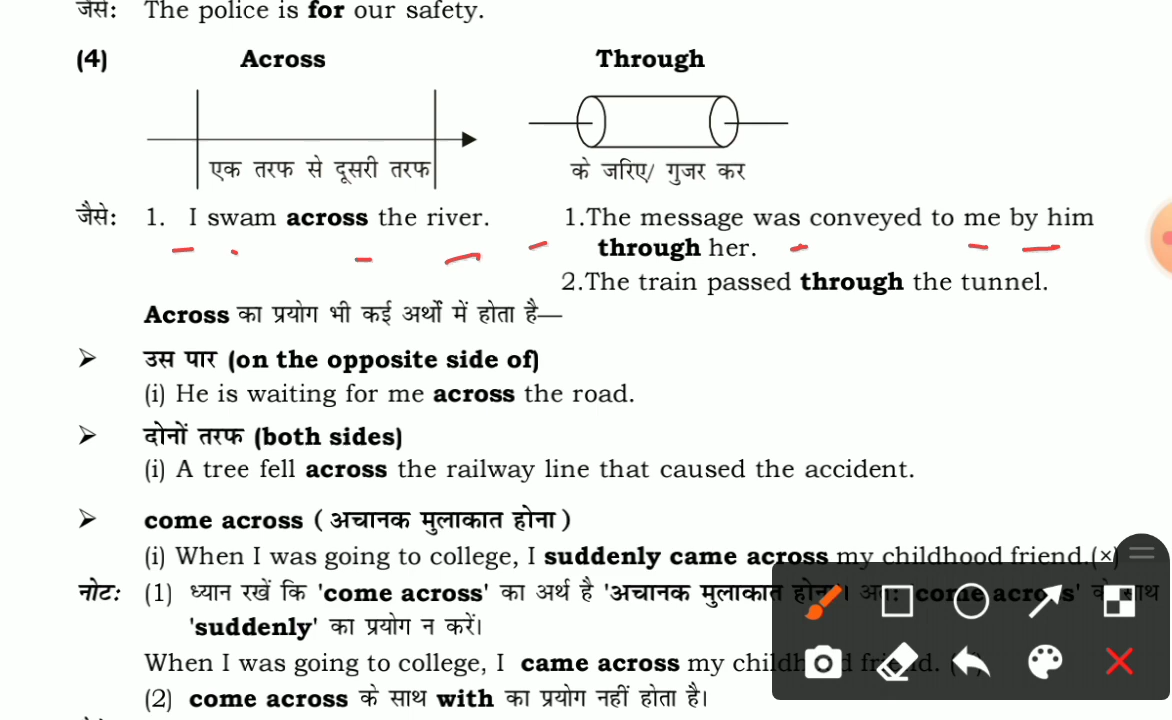 जैसे: The police is for our safety.
(4) Across Through
एक तरफ से दूसरी तरफ के जरिए/ गुजर कर
जैसे: 1. I swam across the river. 1.The message was conveyed to me by him
through her.
2.The train passed through the tunnel.
Across का प्रयोग भी कई अर्थों में होता है—
➢ उस पार (on the opposite side of)
(i) He is waiting for me across the road.
➢ दोनों तरफ (both sides)
(i) A tree fell across the railway line that caused the accident.
➢ come across ( अचानक मुलाकात होना )
(i) When I was going to college, I suddenly came across my childhood friend.(×)
नोट: (1) ध्यान रखें कि 'come across' का अर्थ है 'अचानक मुलाकात होना'। अतः 'come across' के साथ
'suddenly' का प्रयोग न करें।
When I was going to college, I came across my childhood friend.
(2) come across के साथ with का प्रयोग नहीं होता है।